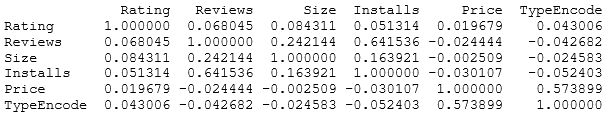 Rating Reviews Size Installs Price TypeEncode
Rating 1.000000 0.068045 0.084311 0.051314 0.019679 0.043006
Reviews 0.068045 1.000000 0.242144 0.641536 -0.024444 -0.042682
Size 0.084311 0.242144 1.000000 0.163921 -0.002509 -0.024583
Installs 0.051314 0.641536 0.163921 1.000000 -0.030107 -0.052403
Price 0.019679 -0.024444 -0.002509 -0.030107 1.000000 0.573899
TypeEncode 0.043006 -0.042682 -0.024583 -0.052403 0.573899 1.000000